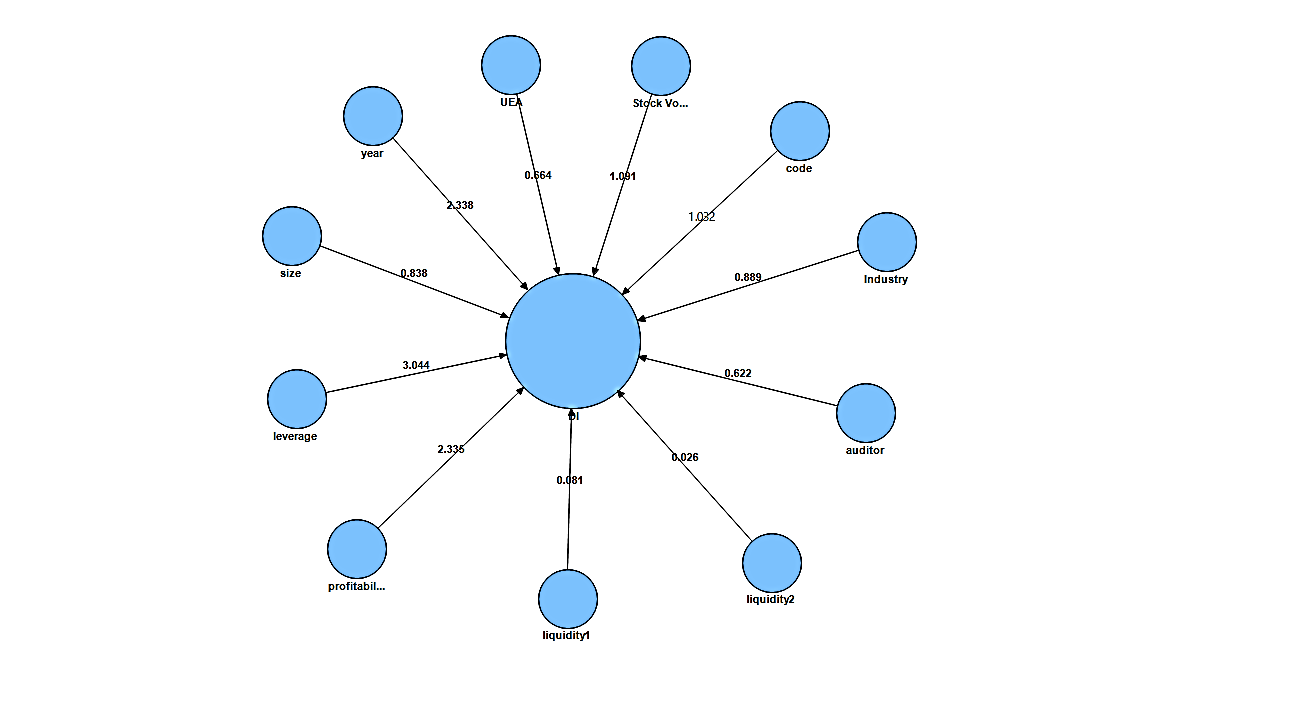 UEA
Stock Vo...
year
code
0.664
1.091
2.338
1.032
size
0.838
0.889
Industry
3.044
0.622
leverage
DI
auditor
2.335
0.026
0.081
profitabil...
liquidity2
liquidity1